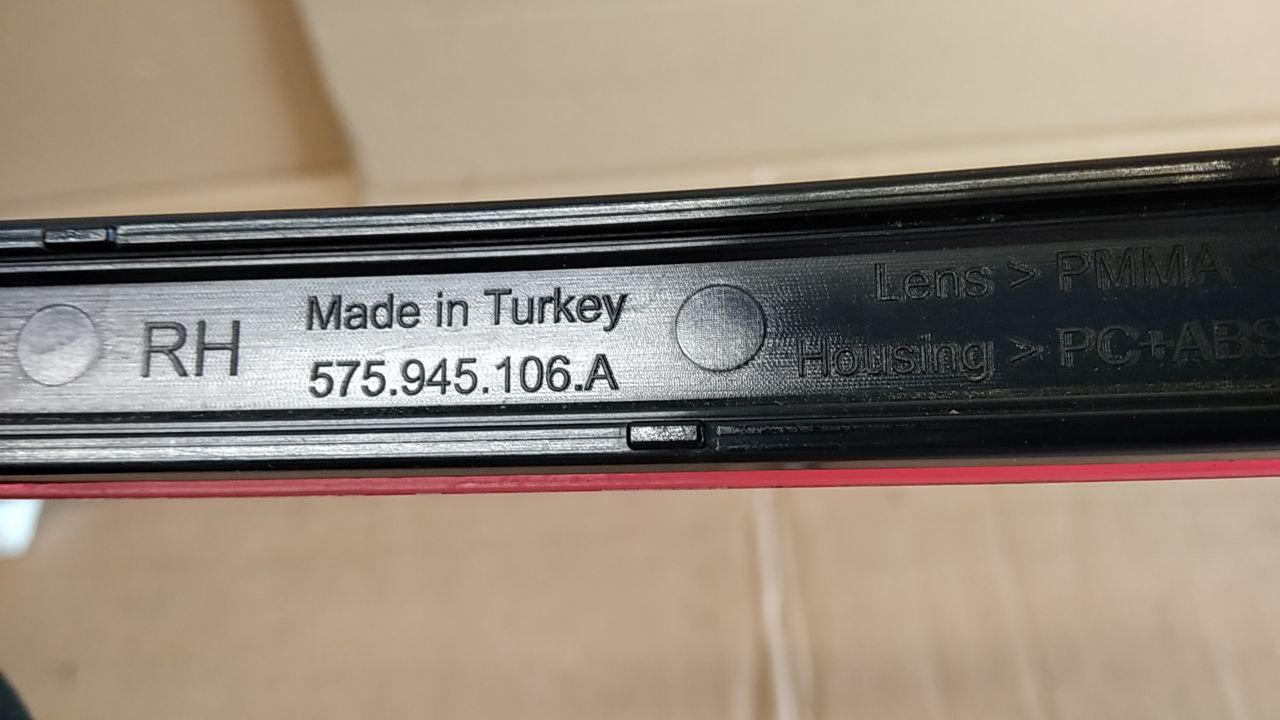 RH
Made in Turkey
575.945.106.A
Lens > PMMA <
Housing > PC+ABS